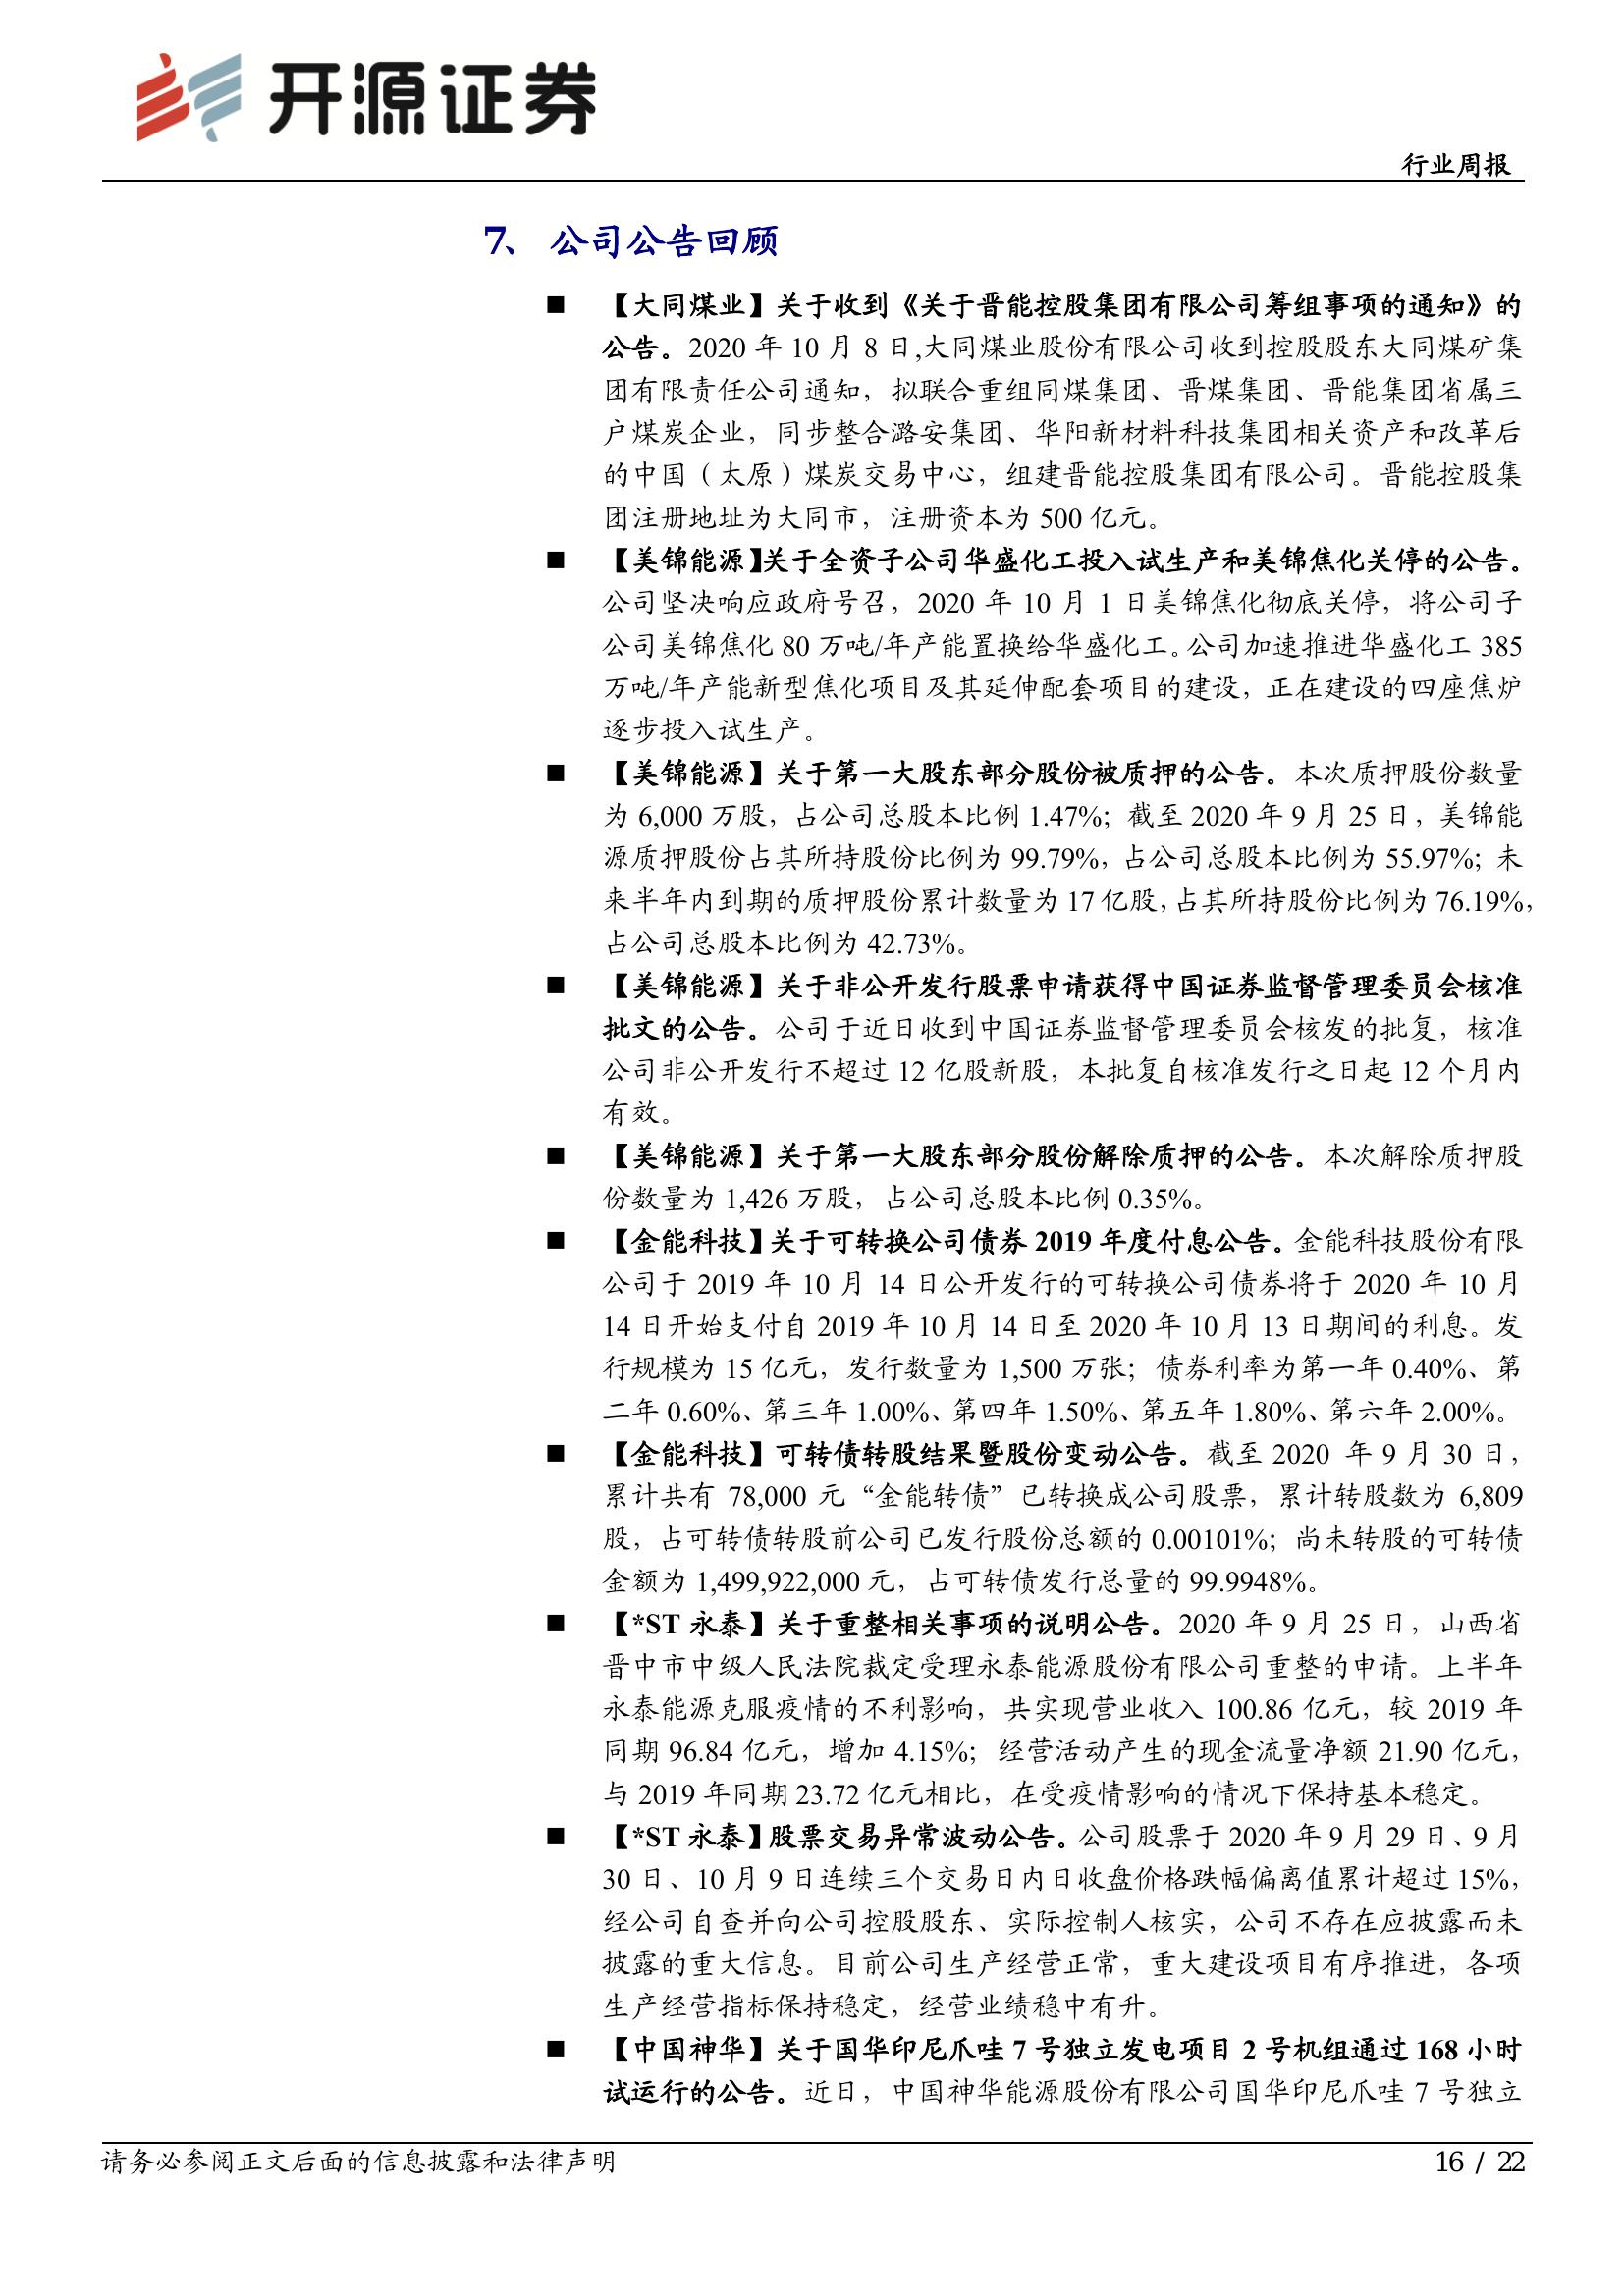 开源证券
行业周报
7、 公司公告回顾
■ 【大同煤业】关于收到《关于晋能控股集团有限公司筹组事项的通知》的
公告。2020 年 10 月 8 日,大同煤业股份有限公司收到控股股东大同煤矿集
团有限责任公司通知，拟联合重组同煤集团、晋煤集团、晋能集团省属三
户煤炭企业，同步整合潞安集团、华阳新材料科技集团相关资产和改革后
的中国（太原）煤炭交易中心，组建晋能控股集团有限公司。晋能控股集
团注册地址为大同市，注册资本为 500 亿元。
■ 【美锦能源】关于全资子公司华盛化工投入试生产和美锦焦化关停的公告。
公司坚决响应政府号召，2020 年 10 月 1 日美锦焦化彻底关停，将公司子
公司美锦焦化 80 万吨/年产能置换给华盛化工。公司加速推进华盛化工 385
万吨/年产能新型焦化项目及其延伸配套项目的建设，正在建设的四座焦炉
逐步投入试生产。
■ 【美锦能源】关于第一大股东部分股份被质押的公告。本次质押股份数量
为 6,000 万股，占公司总股本比例 1.47%；截至 2020 年 9 月 25 日，美锦能
源质押股份占其所持股份比例为 99.79%，占公司总股本比例为 55.97%；未
来半年内到期的质押股份累计数量为 17 亿股，占其所持股份比例为 76.19%，
占公司总股本比例为 42.73%。
■ 【美锦能源】关于非公开发行股票申请获得中国证券监督管理委员会核准
批文的公告。公司于近日收到中国证券监督管理委员会核发的批复，核准
公司非公开发行不超过 12 亿股新股，本批复自核准发行之日起 12 个月内
有效。
■ 【美锦能源】关于第一大股东部分股份解除质押的公告。本次解除质押股
份数量为 1,426 万股，占公司总股本比例 0.35%。
■ 【金能科技】关于可转换公司债券 2019 年度付息公告。金能科技股份有限
公司于 2019 年 10 月 14 日公开发行的可转换公司债券将于 2020 年 10 月
14 日开始支付自 2019 年 10 月 14 日至 2020 年 10 月 13 日期间的利息。发
行规模为 15 亿元，发行数量为 1,500 万张；债券利率为第一年 0.40%、第
二年 0.60%、第三年 1.00%、第四年 1.50%、第五年 1.80%、第六年 2.00%。
■ 【金能科技】可转债转股结果暨股份变动公告。截至 2020 年 9 月 30 日，
累计共有 78,000 元“金能转债”已转换成公司股票，累计转股数为 6,809
股，占可转债转股前公司已发行股份总额的 0.00101%；尚未转股的可转债
金额为 1,499,922,000 元，占可转债发行总量的 99.9948%。
■ 【*ST 永泰】关于重整相关事项的说明公告。2020 年 9 月 25 日，山西省
晋中市中级人民法院裁定受理永泰能源股份有限公司重整的申请。上半年
永泰能源克服疫情的不利影响，共实现营业收入 100.86 亿元，较 2019 年
同期 96.84 亿元，增加 4.15%；经营活动产生的现金流量净额 21.90 亿元，
与 2019 年同期 23.72 亿元相比，在受疫情影响的情况下保持基本稳定。
■ 【*ST 永泰】股票交易异常波动公告。公司股票于 2020 年 9 月 29 日、9 月
30 日、10 月 9 日连续三个交易日内日收盘价格跌幅偏离值累计超过 15%，
经公司自查并向公司控股股东、实际控制人核实，公司不存在应披露而未
披露的重大信息。目前公司生产经营正常，重大建设项目有序推进，各项
生产经营指标保持稳定，经营业绩稳中有升。
■ 【中国神华】关于国华印尼爪哇 7 号独立发电项目 2 号机组通过 168 小时
试运行的公告。近日，中国神华能源股份有限公司国华印尼爪哇 7 号独立
请务必参阅正文后面的信息披露和法律声明
16 / 22